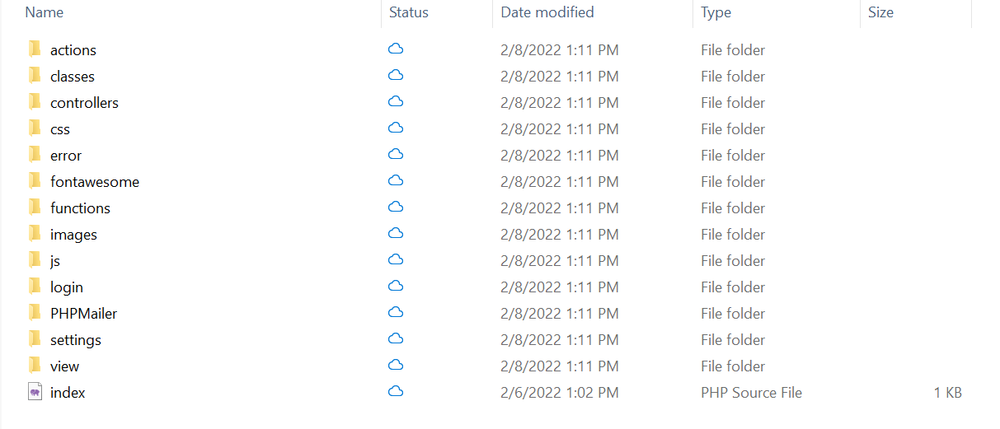 Name Status Date modified Type Size
actions 2/8/2022 1:11 PM File folder
classes 2/8/2022 1:11 PM File folder
controllers 2/8/2022 1:11 PM File folder
css 2/8/2022 1:11 PM File folder
error 2/8/2022 1:11 PM File folder
fontawesome 2/8/2022 1:11 PM File folder
functions 2/8/2022 1:11 PM File folder
images 2/8/2022 1:11 PM File folder
js 2/8/2022 1:11 PM File folder
login 2/8/2022 1:11 PM File folder
PHPMailer 2/8/2022 1:11 PM File folder
settings 2/8/2022 1:11 PM File folder
view 2/8/2022 1:11 PM File folder
index 2/6/2022 1:02 PM PHP Source File 1 KB